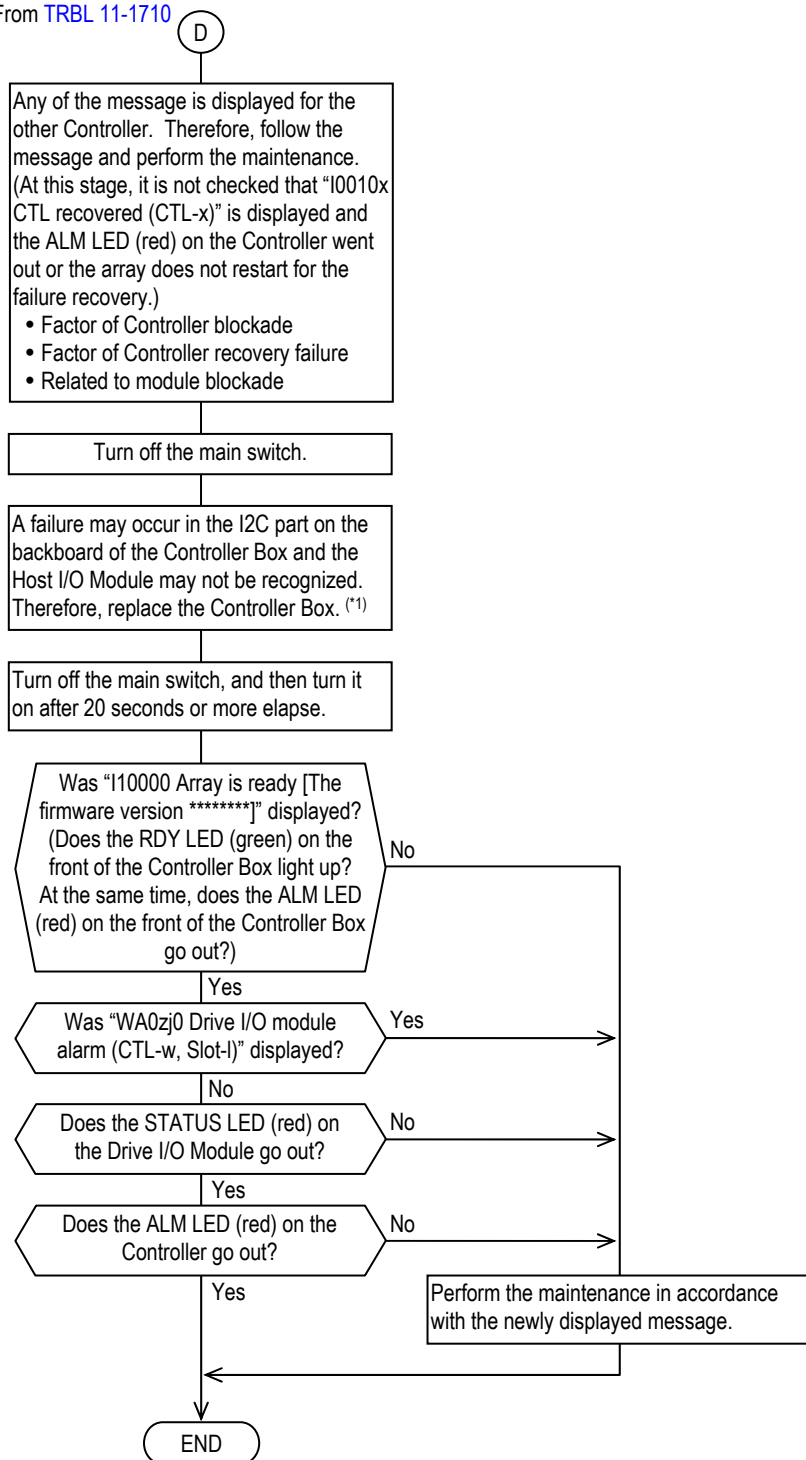 From TRBL 11-1710
D
Any of the message is displayed for the
other Controller.  Therefore, follow the
message and perform the maintenance.
(At this stage, it is not checked that “I0010x
CTL recovered (CTL-x)” is displayed and
the ALM LED (red) on the Controller went
out or the array does not restart for the
failure recovery.)
• Factor of Controller blockade
• Factor of Controller recovery failure
• Related to module blockade
Turn off the main switch.
A failure may occur in the I2C part on the
backboard of the Controller Box and the
Host I/O Module may not be recognized.
Therefore, replace the Controller Box. (*1)
Turn off the main switch, and then turn it
on after 20 seconds or more elapse.
Was “I10000 Array is ready [The
firmware version ********]” displayed?
(Does the RDY LED (green) on the
front of the Controller Box light up?
At the same time, does the ALM LED
(red) on the front of the Controller Box
go out?)
No
Yes
Was “WA0zj0 Drive I/O module
alarm (CTL-w, Slot-l)” displayed?
Yes
No
Does the STATUS LED (red) on
the Drive I/O Module go out?
No
Yes
Does the ALM LED (red) on the
Controller go out?
No
Yes
Perform the maintenance in accordance
with the newly displayed message.
END